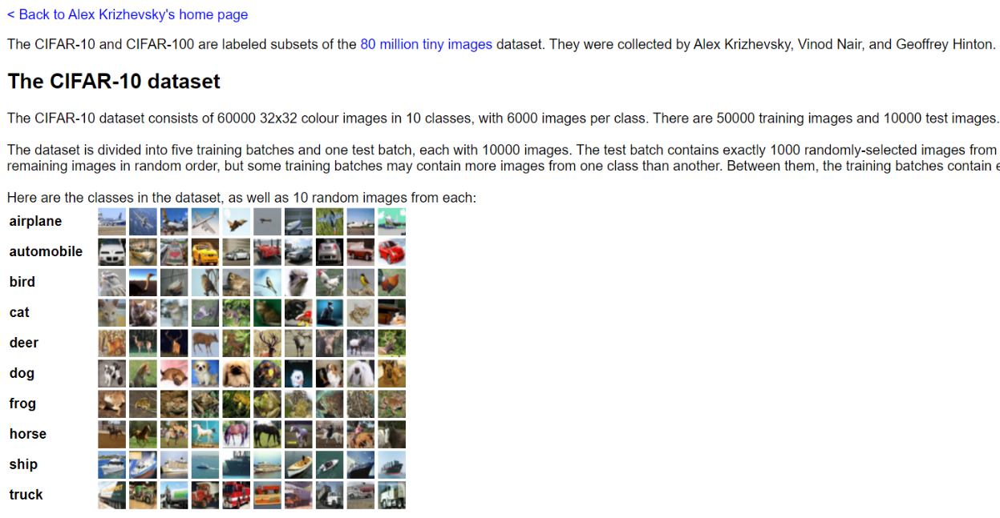 < Back to Alex Krizhevsky's home page
The CIFAR-10 and CIFAR-100 are labeled subsets of the 80 million tiny images dataset. They were collected by Alex Krizhevsky, Vinod Nair, and Geoffrey Hinton.
The CIFAR-10 dataset
The CIFAR-10 dataset consists of 60000 32x32 colour images in 10 classes, with 6000 images per class. There are 50000 training images and 10000 test images.
The dataset is divided into five training batches and one test batch, each with 10000 images. The test batch contains exactly 1000 randomly-selected images from
remaining images in random order, but some training batches may contain more images from one class than another. Between them, the training batches contain
Here are the classes in the dataset, as well as 10 random images from each:
airplane
automobile
bird
cat
deer
dog
frog
horse
ship
truck